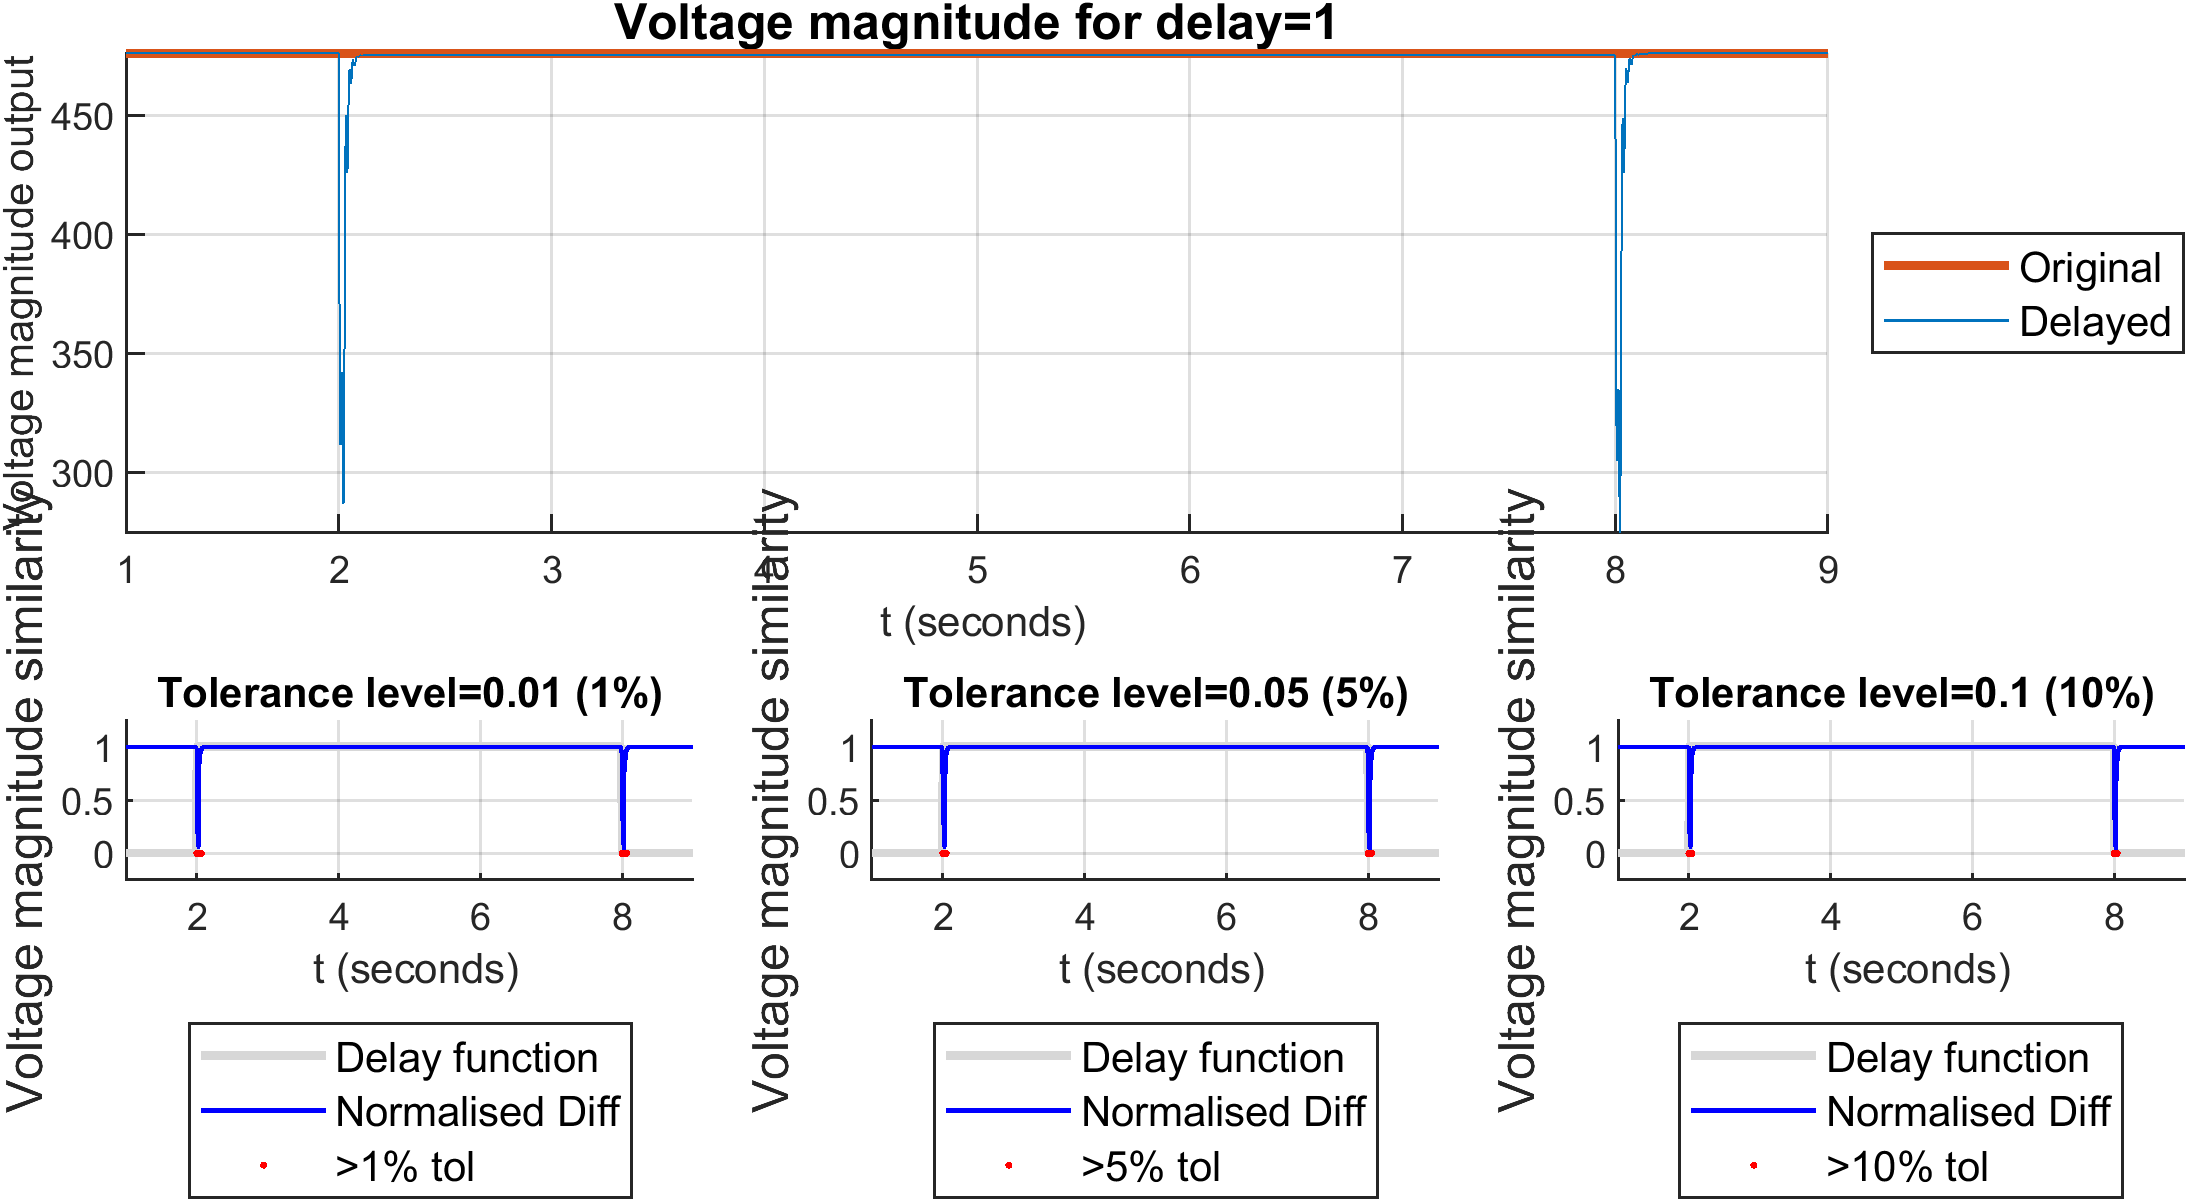 Voltage magnitude for delay=1
Voltage magnitude output
450
400
350
300
1 2 3 4 5 6 7 8 9
t (seconds)
Original
Delayed
Voltage magnitude similarity
Tolerance level=0.01 (1%)
1
0.5
0
2 4 6 8
t (seconds)
Delay function
Normalised Diff
>1% tol
Voltage magnitude similarity
Tolerance level=0.05 (5%)
1
0.5
0
2 4 6 8
t (seconds)
Delay function
Normalised Diff
>5% tol
Voltage magnitude similarity
Tolerance level=0.1 (10%)
1
0.5
0
2 4 6 8
t (seconds)
Delay function
Normalised Diff
>10% tol